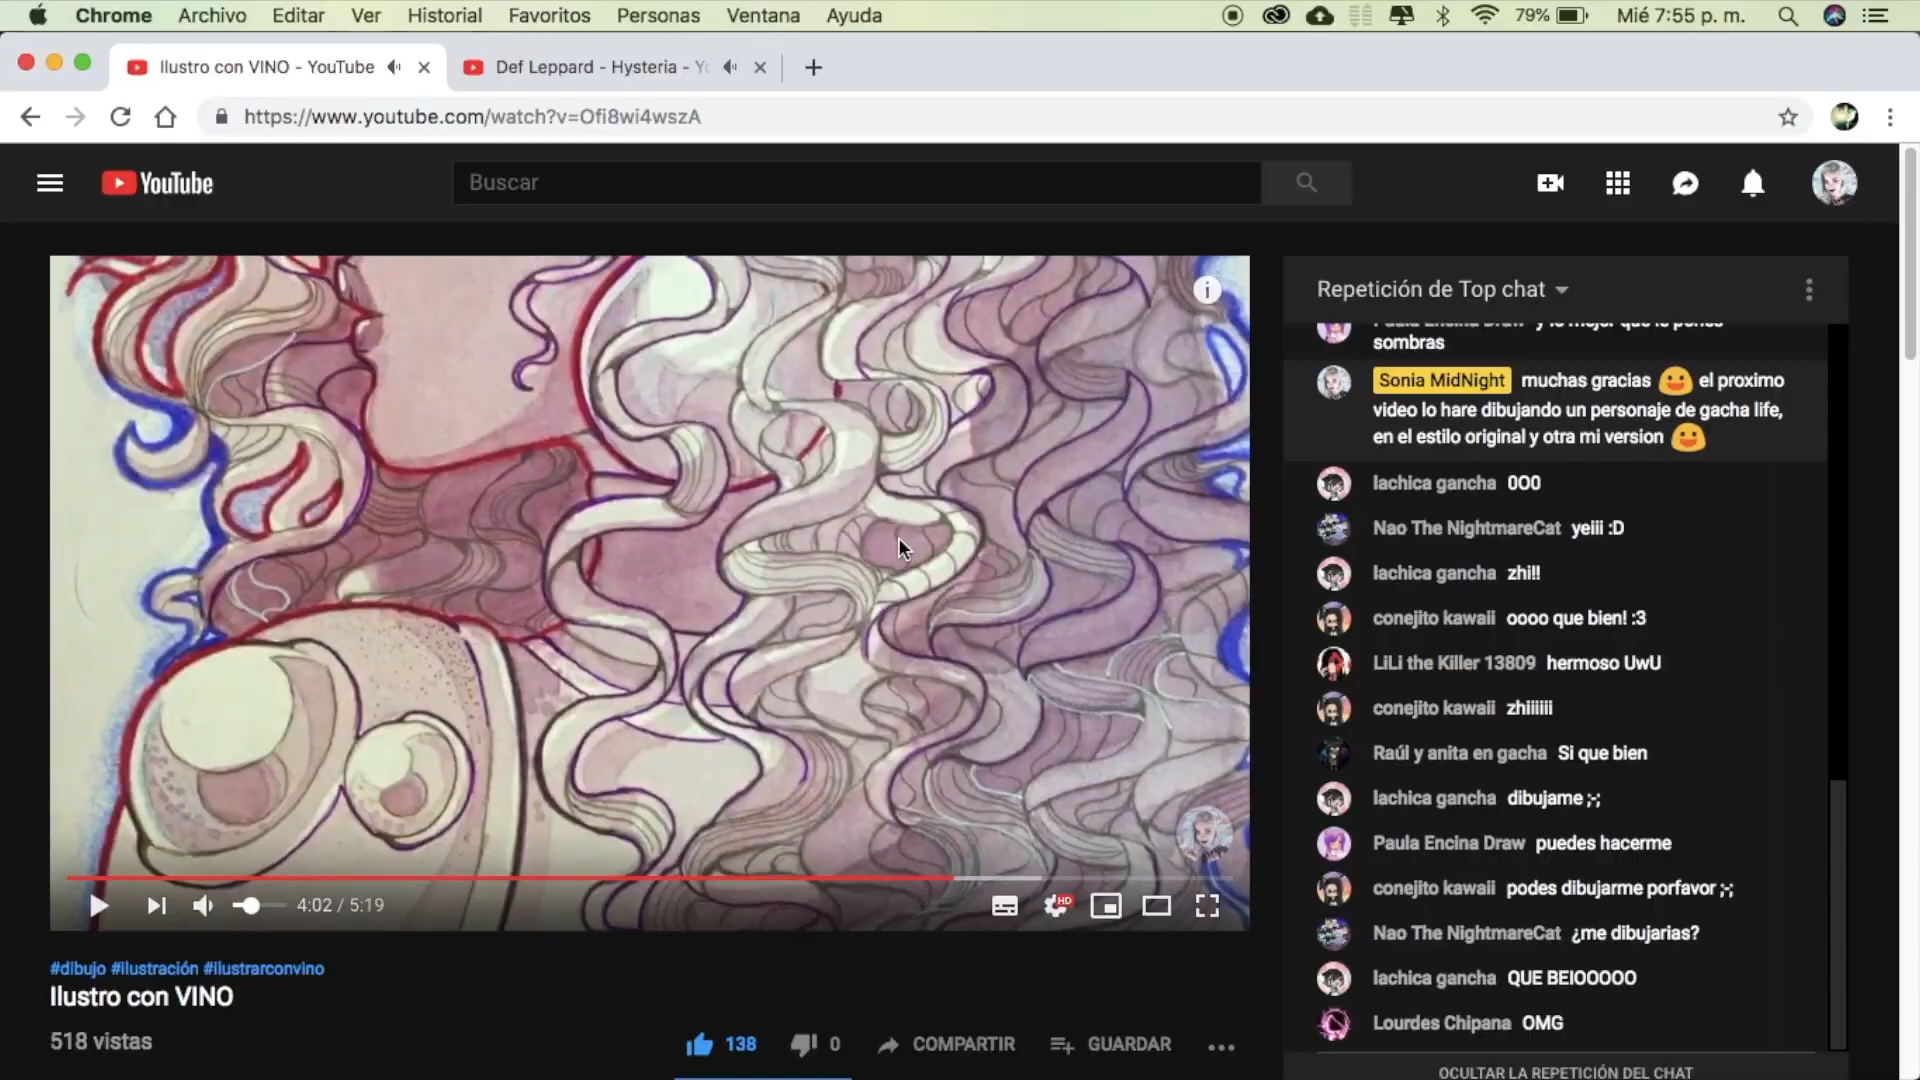 Chrome Archivo Editar Ver Historial Favoritos Personas Ventana Ayuda 79% Mié 7:55 p. m.
Ilustro con VINO - YouTube Def Leppard - Hysteria -
https://www.youtube.com/watch?v=Ofi8wi4wszA
YouTube Buscar
Repetición de Top chat
sombras
Sonia MidNight muchas gracias el proximo
video lo hare dibujando un personaje de gacha life,
en el estilo original y otra mi version
lachica gancha 0O0
Nao The NightmareCat yeiii :D
lachica gancha zhi!!
conejito kawaii oooo que bien! :3
LiLi the Killer 13809 hermoso UwU
conejito kawaii zhiiiiii
Raúl y anita en gacha Si que bien
lachica gancha dibujame ;-;
Paula Encina Draw puedes hacerme
conejito kawaii podes dibujarme porfavor ;-;
Nao The NightmareCat ¿me dibujarias?
lachica gancha QUE BEIOOOOO
Lourdes Chipana OMG
OCULTAR LA REPETICIÓN DEL CHAT
4:02 / 5:19 HD
#dibujo #ilustración #ilustrarconvino
Ilustro con VINO
518 vistas
138 0 COMPARTIR GUARDAR